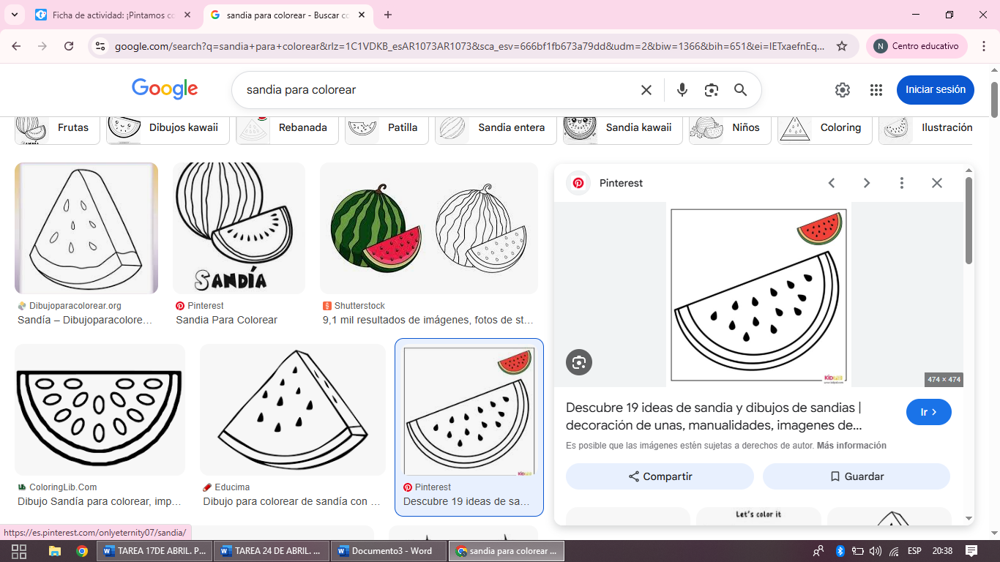 Ficha de actividad: ¡Pintamos co
sandia para colorear - Buscar co
google.com/search?q=sandia+para+colorear&rlz=1C1VDKB_esAR1073AR1073&sca_esv=666bf1fb673a79dd&udm=2&biw=1366&bih=651&ei=IETxaefnEq...
Centro educativo
Google
sandia para colorear
Iniciar sesión
Frutas
Dibujos kawaii
Rebanada
Patilla
Sandia entera
Sandia kawaii
Niños
Coloring
Ilustración
SANDÍA
Dibujoparacolorear.org
Sandía – Dibujoparacolore...
Pinterest
Sandia Para Colorear
Shutterstock
9,1 mil resultados de imágenes, fotos de st...
ColoringLib.Com
Dibujo Sandía para colorear, imp...
Educima
Dibujo para colorear de sandía con ...
Pinterest
Descubre 19 ideas de sa...
Pinterest
474 × 474
Descubre 19 ideas de sandia y dibujos de sandias |
decoración de unas, manualidades, imagenes de...
Ir
Es posible que las imágenes estén sujetas a derechos de autor. Más información
Compartir
Guardar
Let's color it
https://es.pinterest.com/onlyeternity07/sandia/
TAREA 17DE ABRIL. P...
TAREA 24 DE ABRIL. ...
Documento3 - Word
sandia para colorear ...
ESP
20:38